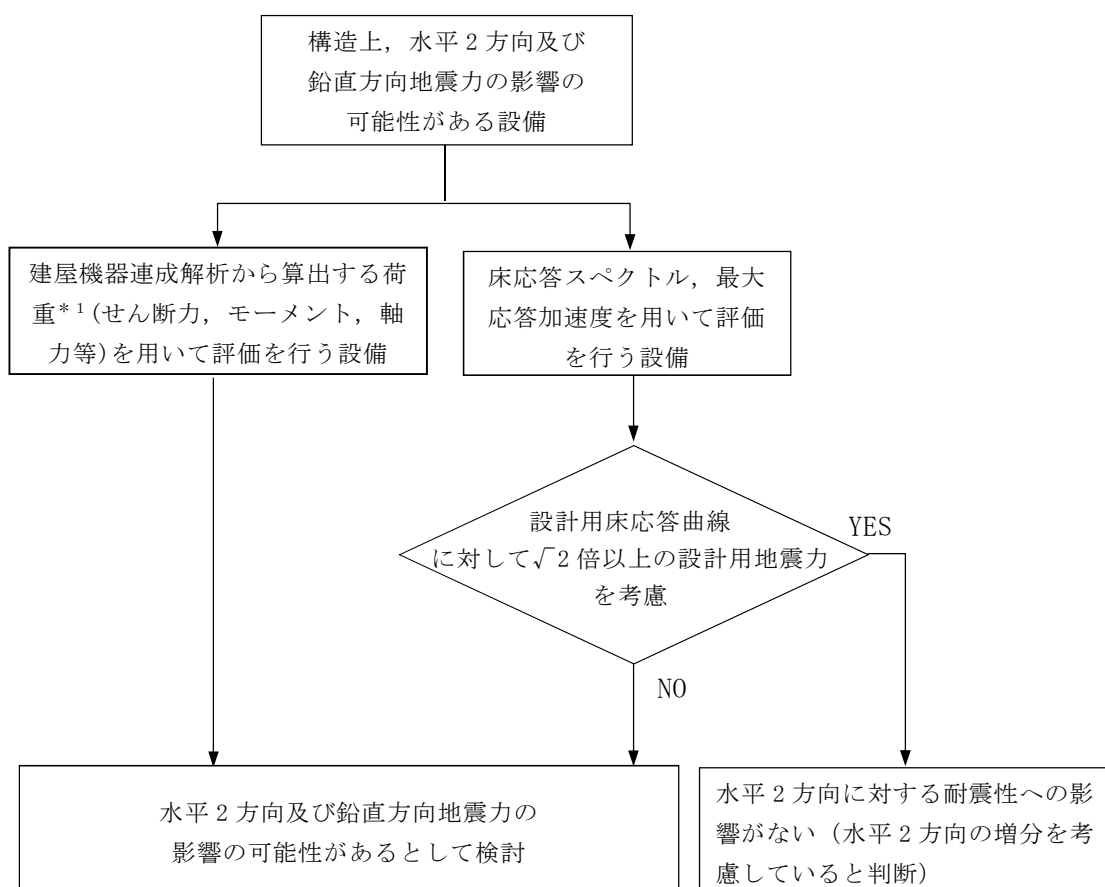 構造上，水平２方向及び
鉛直方向地震力の影響の
可能性がある設備
建屋機器連成解析から算出する荷
重*1(せん断力，モーメント，軸
力等)を用いて評価を行う設備
床応答スペクトル，最大
応答加速度を用いて評価
を行う設備
設計用床応答曲線
に対して√２倍以上の設計用地震力
を考慮
YES
NO
水平２方向及び鉛直方向地震力の
影響の可能性があるとして検討
水平２方向に対する耐震性への影
響がない（水平２方向の増分を考
慮していると判断）